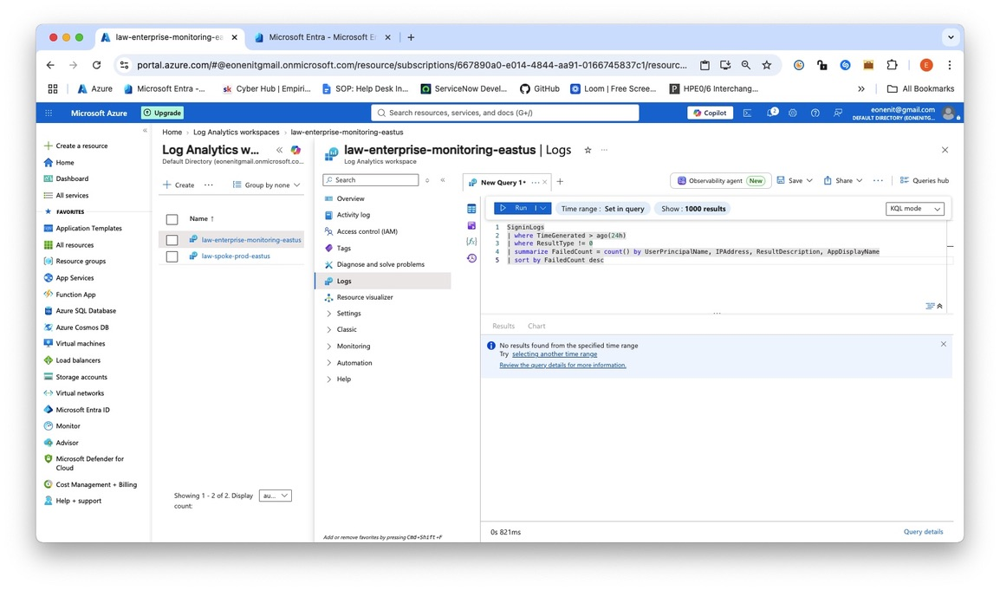 law-enterprise-monitoring-ea
Microsoft Entra - Microsoft E
portal.azure.com/#@eonenitgmail.onmicrosoft.com/resource/subscriptions/667890a0-e014-4844-aa91-0166745837c1/resourc...
E
Azure
Microsoft Entra -...
sk Cyber Hub | Empiri...
SOP: Help Desk In...
ServiceNow Devel...
GitHub
Loom | Free Scree...
P HPE0/6 Interchang...
All Bookmarks
Microsoft Azure
Upgrade
Search resources, services, and docs (G+/)
Copilot
2
eonenit@gmail.com
DEFAULT DIRECTORY (EONENITG...
Create a resource
Home
Dashboard
All services
FAVORITES
Application Templates
All resources
Resource groups
App Services
Function App
Azure SQL Database
Azure Cosmos DB
Virtual machines
Load balancers
Storage accounts
Virtual networks
Microsoft Entra ID
Monitor
Advisor
Microsoft Defender for
Cloud
Cost Management + Billing
Help + support
Home > Log Analytics workspaces > law-enterprise-monitoring-eastus
Log Analytics w...
Default Directory (eonenitgmail.onmicrosoft.co...
Create ...
Group by none
Name ↑
law-enterprise-monitoring-eastus
law-spoke-prod-eastus
Showing 1 - 2 of 2. Display
count:
au...
law-enterprise-monitoring-eastus | Logs
Log Analytics workspace
Search
Overview
Activity log
Access control (IAM)
Tags
Diagnose and solve problems
Logs
Resource visualizer
Settings
Classic
Monitoring
Automation
Help
Add or remove favorites by pressing Cmd+Shift+F
New Query 1*
Observability agent New
Save
Share
Queries hub
Run
Time range : Set in query
Show : 1000 results
KQL mode
1 SigninLogs
2 | where TimeGenerated > ago(24h)
3 | where ResultType != 0
4 | summarize FailedCount = count() by UserPrincipalName, IPAddress, ResultDescription, AppDisplayName
5 | sort by FailedCount desc
Results
Chart
No results found from the specified time range
Try selecting another time range
Review the query details for more information.
0s 821ms
Query details